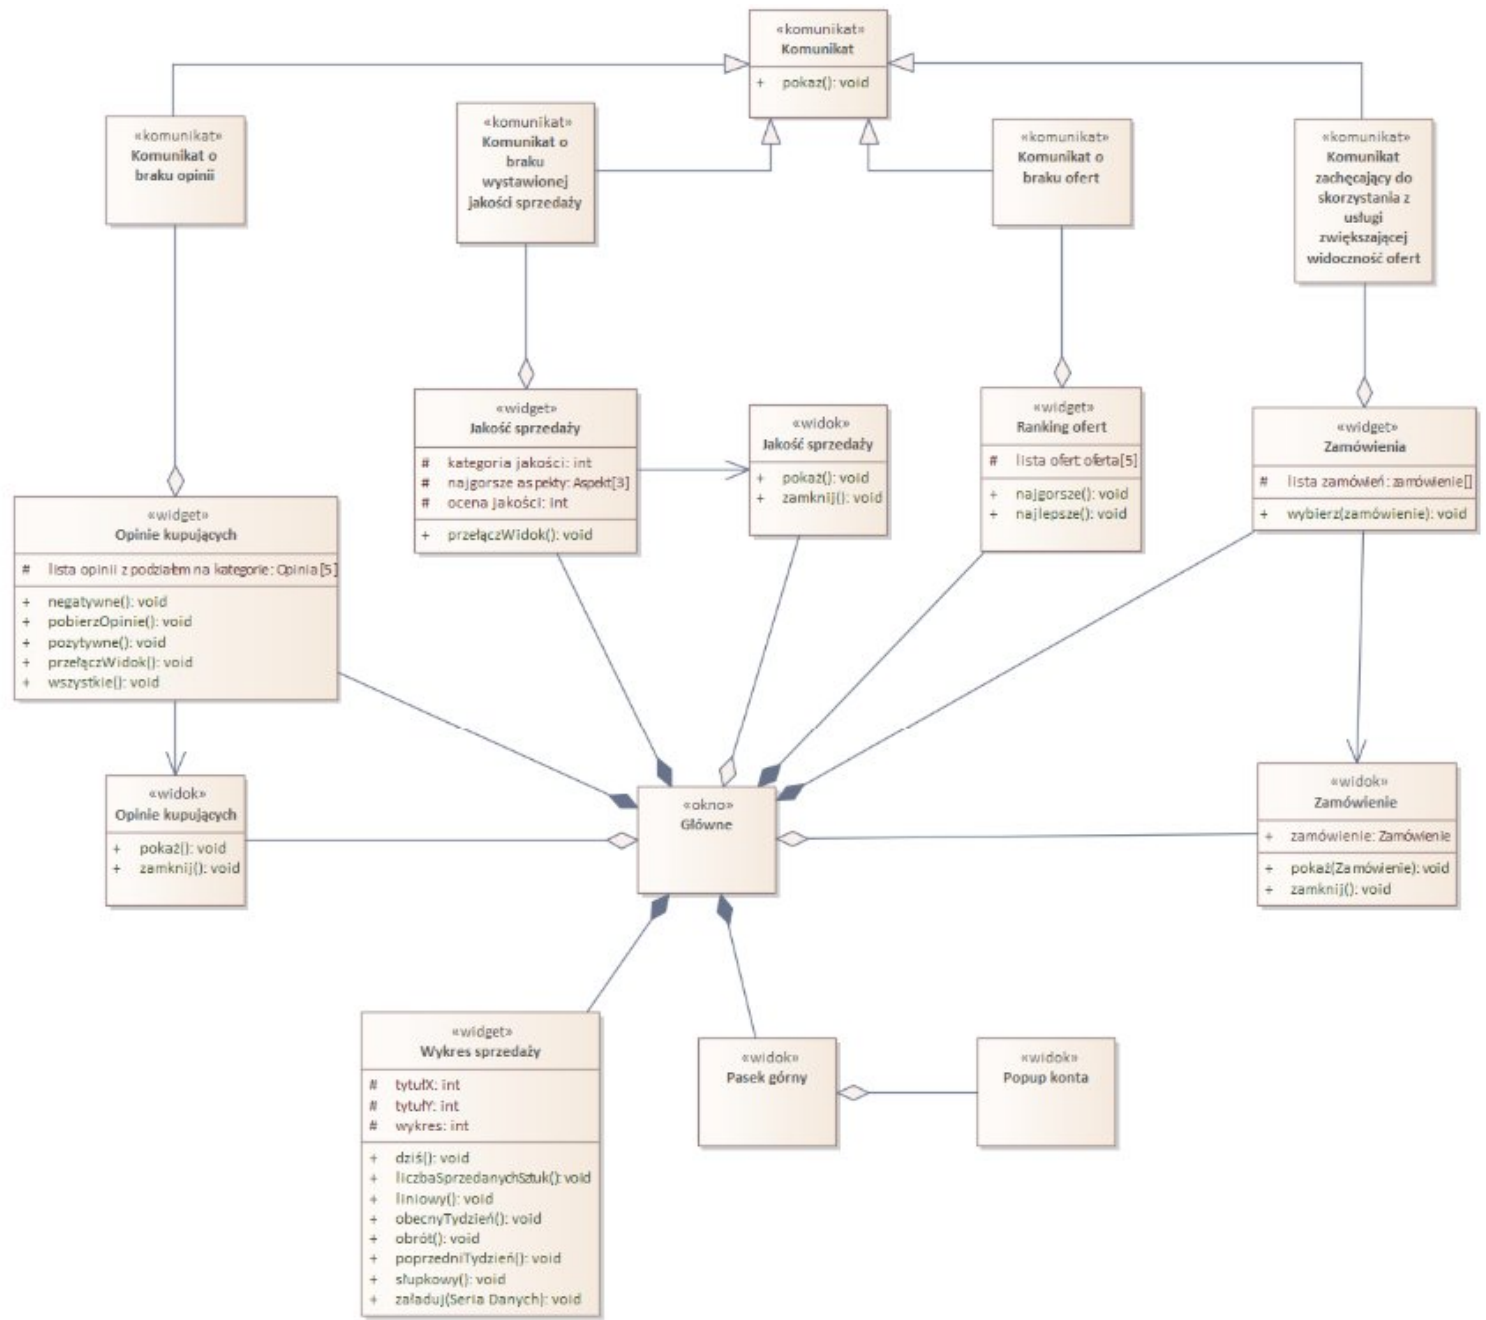 «komunikat»
Komunikat
+ pokaz(): void
«komunikat»
Komunikat o
braku opinii
«komunikat»
Komunikat o
braku
wystawionej
jakości sprzedaży
«komunikat»
Komunikat o
braku ofert
«komunikat»
Komunikat
zachęcający do
skorzystania z
usługi
zwiększającej
widoczność ofert
«widget»
Jakość sprzedaży
# kategoria jakości: int
# najgorsze aspekty: Aspekt[3]
# ocena jakości: int
+ przełączWidok(): void
«widok»
Jakość sprzedaży
+ pokaż(): void
+ zamknij(): void
«widget»
Ranking ofert
# lista ofert: oferta[5]
+ najgorsze(): void
+ najlepsze(): void
«widget»
Zamówienia
# lista zamówień: zamówienie[]
+ wybierz(zamówienie): void
«widget»
Opinie kupujących
# lista opinii z podziałem na kategorie: Opinia[5]
+ negatywne(): void
+ pobierzOpinie(): void
+ pozytywne(): void
+ przełączWidok(): void
+ wszystkie(): void
«widok»
Opinie kupujących
+ pokaż(): void
+ zamknij(): void
«okno»
Główne
«widok»
Zamówienie
+ zamówienie: Zamówienie
+ pokaż(Zamówienie): void
+ zamknij(): void
«widget»
Wykres sprzedaży
# tytułX: int
# tytułY: int
# wykres: int
+ dziś(): void
+ liczbaSprzedanychSztuk(): void
+ liniowy(): void
+ obecnyTydzień(): void
+ obrót(): void
+ poprzedniTydzień(): void
+ słupkowy(): void
+ załaduj(Seria Danych): void
«widok»
Pasek górny
«widok»
Popup konta